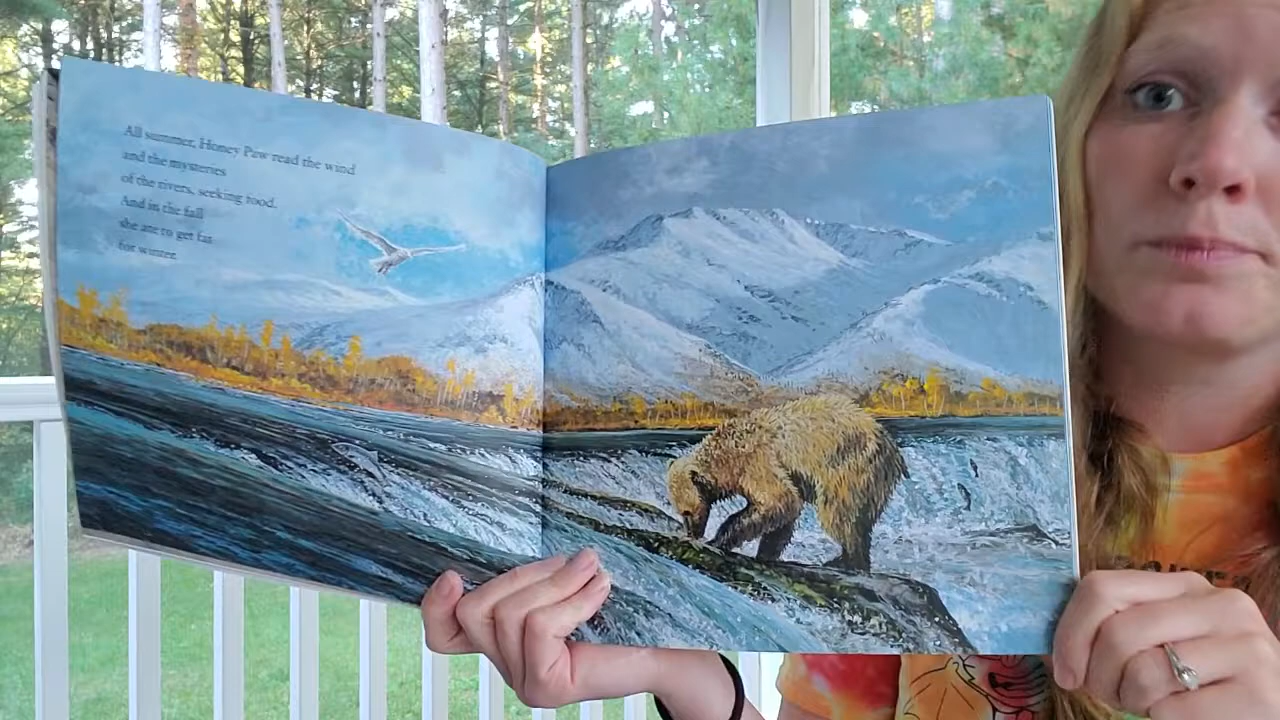 All summer, Honey Paw read the wind
and the mysteries
of the rivers, seeking food.
And in the fall
she ate to get fat
for winter.